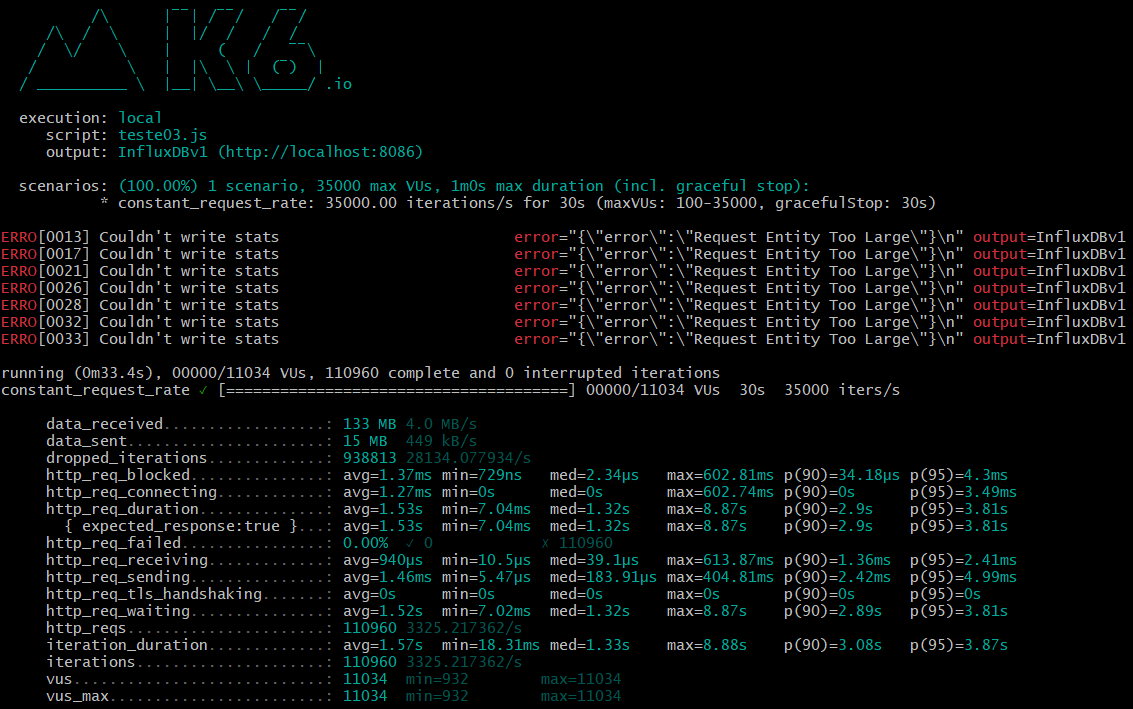 /\      |‾‾| /‾‾/   /‾‾/
     /\  /  \     |  |/  /   /  /
    /  \/    \    |     (   /   ‾‾\
   /          \   |  |\  \ |  (‾)  |
  / __________ \  |__| \__\ \_____/ .io
  execution: local
     script: teste03.js
     output: InfluxDBv1 (http://localhost:8086)
  scenarios: (100.00%) 1 scenario, 35000 max VUs, 1m0s max duration (incl. graceful stop):
           * constant_request_rate: 35000.00 iterations/s for 30s (maxVUs: 100-35000, gracefulStop: 30s)
ERRO[0013] Couldn't write stats                          error="{\"error\":\"Request Entity Too Large\"}\n" output=InfluxDBv1
ERRO[0017] Couldn't write stats                          error="{\"error\":\"Request Entity Too Large\"}\n" output=InfluxDBv1
ERRO[0021] Couldn't write stats                          error="{\"error\":\"Request Entity Too Large\"}\n" output=InfluxDBv1
ERRO[0026] Couldn't write stats                          error="{\"error\":\"Request Entity Too Large\"}\n" output=InfluxDBv1
ERRO[0028] Couldn't write stats                          error="{\"error\":\"Request Entity Too Large\"}\n" output=InfluxDBv1
ERRO[0032] Couldn't write stats                          error="{\"error\":\"Request Entity Too Large\"}\n" output=InfluxDBv1
ERRO[0033] Couldn't write stats                          error="{\"error\":\"Request Entity Too Large\"}\n" output=InfluxDBv1
running (0m33.4s), 00000/11034 VUs, 110960 complete and 0 interrupted iterations
constant_request_rate ✓ [======================================] 00000/11034 VUs  30s  35000 iters/s
     data_received..................: 133 MB 4.0 MB/s
     data_sent......................: 15 MB  449 kB/s
     dropped_iterations.............: 938813 28134.077934/s
     http_req_blocked...............: avg=1.37ms min=729ns   med=2.34µs   max=602.81ms p(90)=34.18µs p(95)=4.3ms
     http_req_connecting............: avg=1.27ms min=0s      med=0s       max=602.74ms p(90)=0s      p(95)=3.49ms
     http_req_duration..............: avg=1.53s  min=7.04ms  med=1.32s    max=8.87s    p(90)=2.9s    p(95)=3.81s
       { expected_response:true }...: avg=1.53s  min=7.04ms  med=1.32s    max=8.87s    p(90)=2.9s    p(95)=3.81s
     http_req_failed................: 0.00%  ✓ 0            ✗ 110960
     http_req_receiving.............: avg=940µs  min=10.5µs  med=39.1µs   max=613.87ms p(90)=1.36ms  p(95)=2.41ms
     http_req_sending...............: avg=1.46ms min=5.47µs  med=183.91µs max=404.81ms p(90)=2.42ms  p(95)=4.99ms
     http_req_tls_handshaking.......: avg=0s     min=0s      med=0s       max=0s       p(90)=0s      p(95)=0s
     http_req_waiting...............: avg=1.52s  min=7.02ms  med=1.32s    max=8.87s    p(90)=2.89s   p(95)=3.81s
     http_reqs......................: 110960 3325.217362/s
     iteration_duration.............: avg=1.57s  min=18.31ms med=1.33s    max=8.88s    p(90)=3.08s   p(95)=3.87s
     iterations.....................: 110960 3325.217362/s
     vus............................: 11034  min=932        max=11034
     vus_max........................: 11034  min=932        max=11034